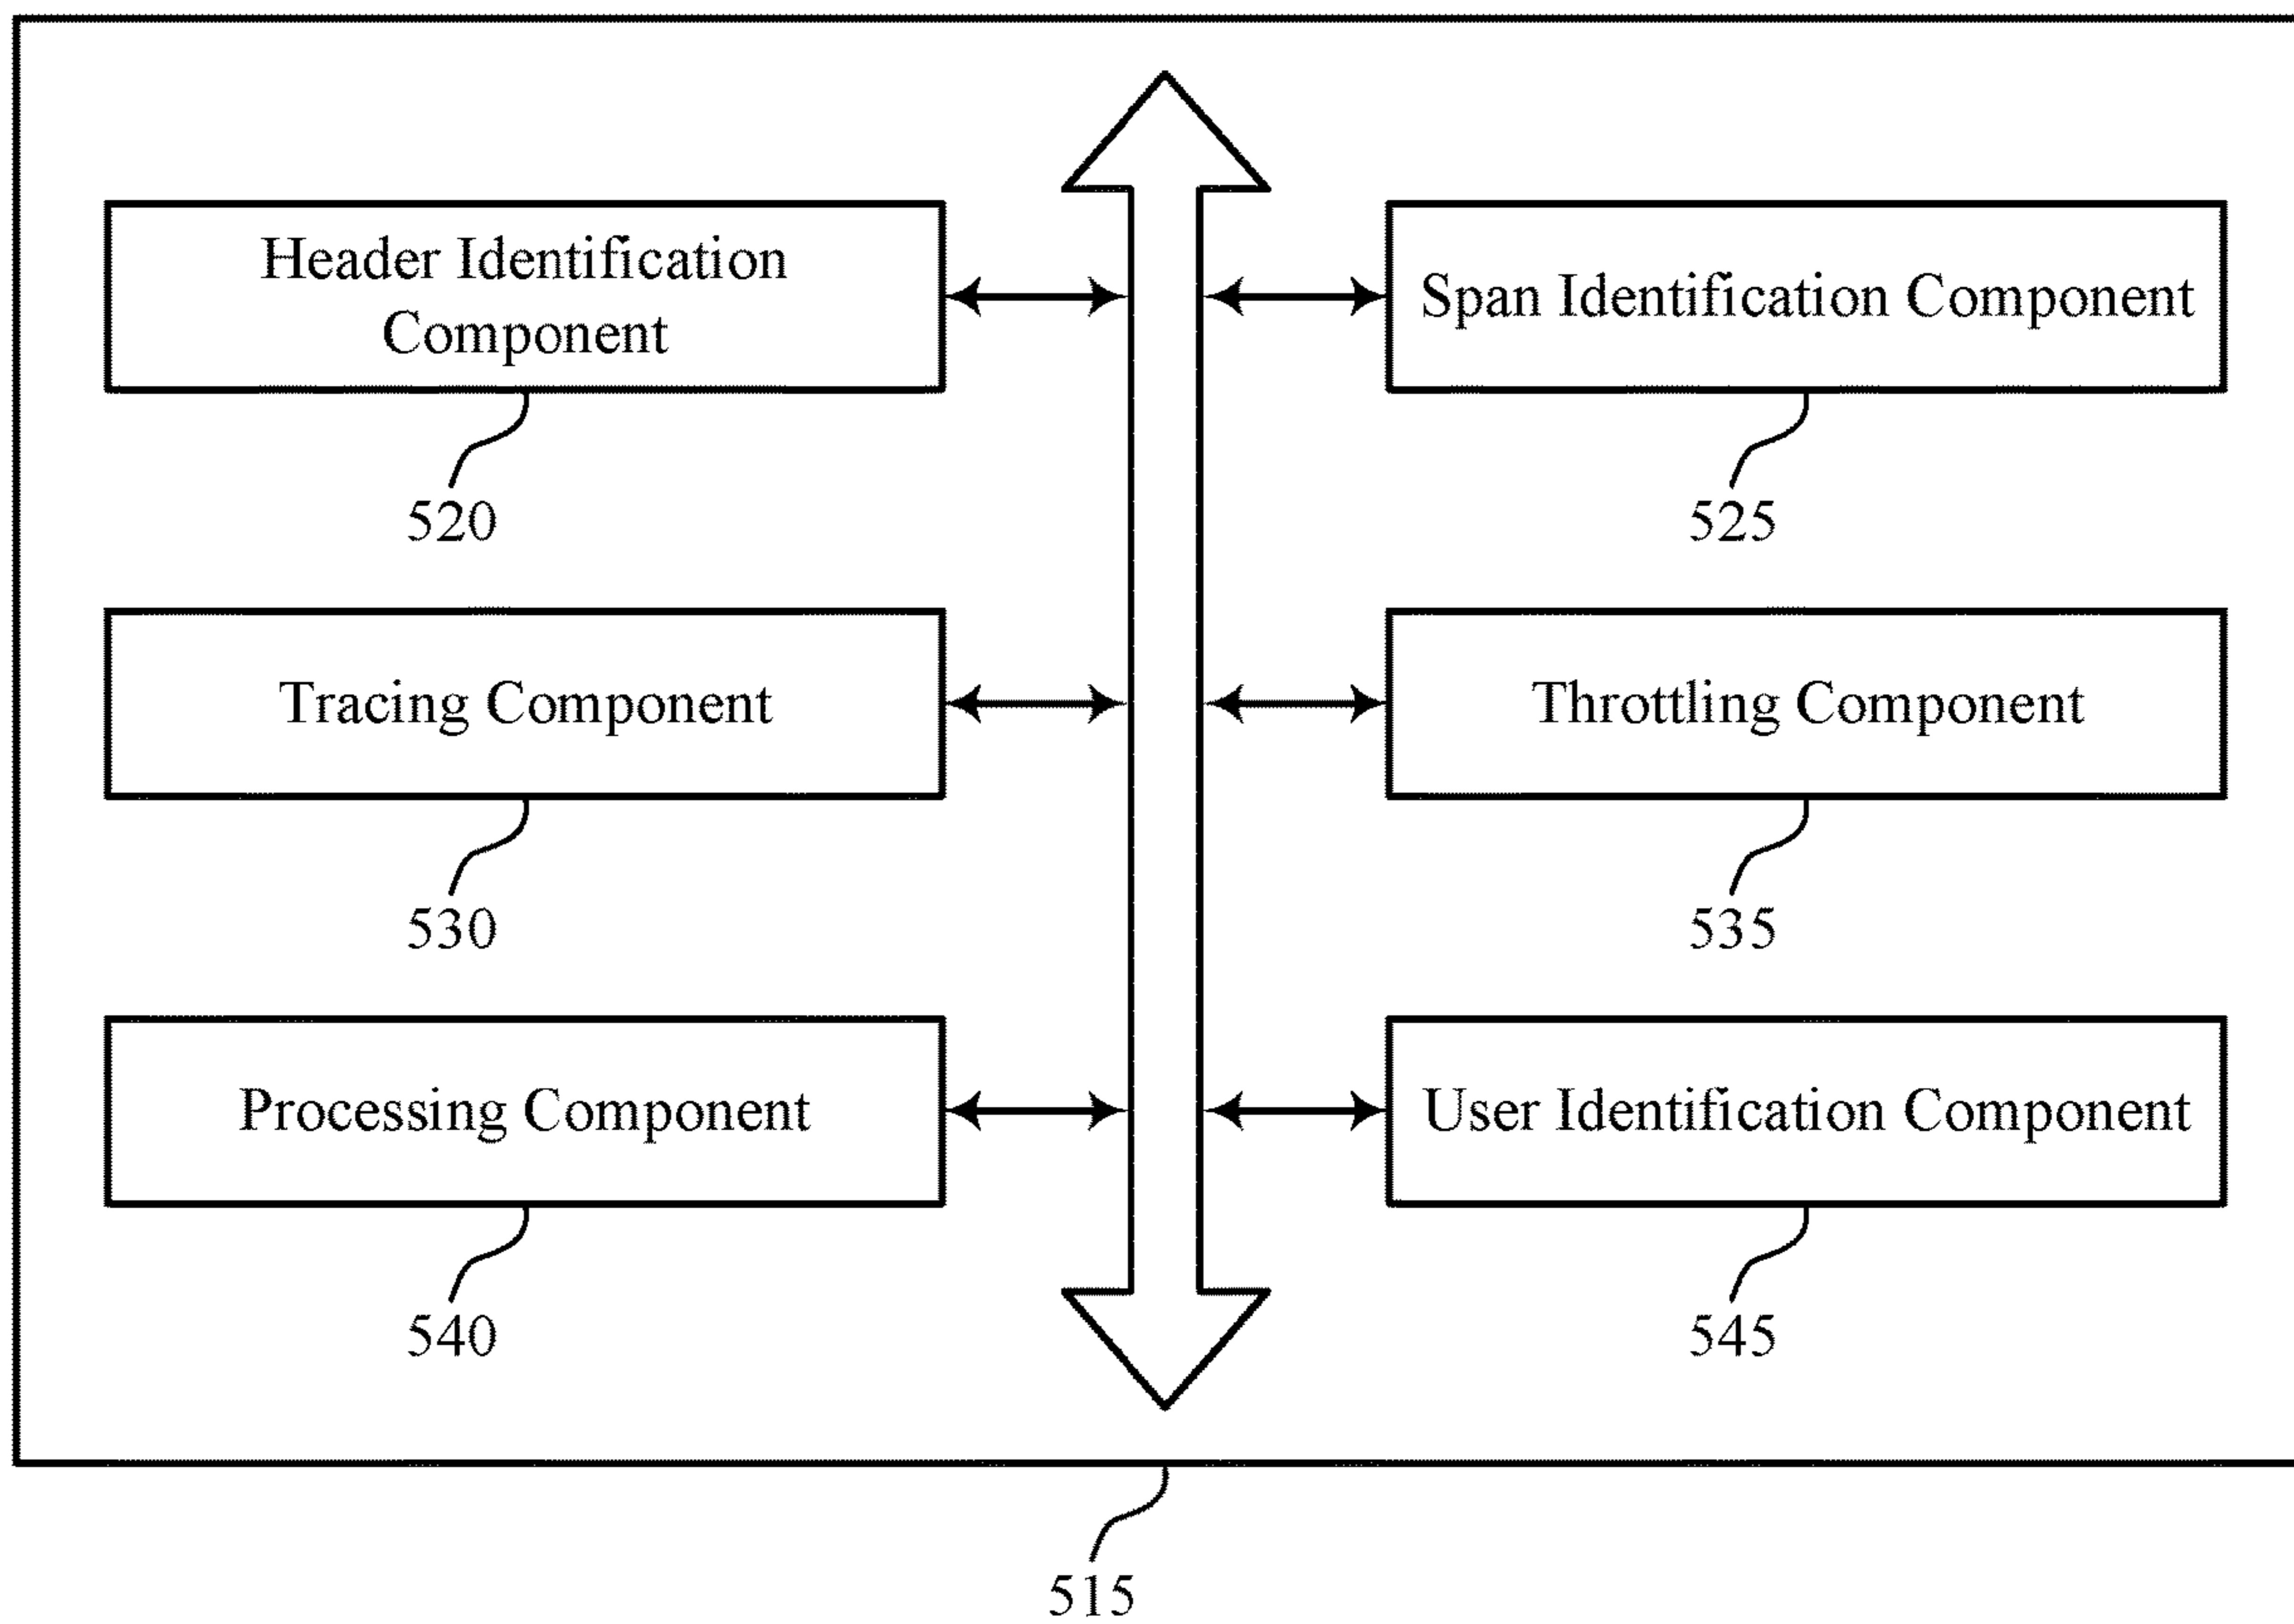 Header Identification
Component
520
Span Identification Component
525
Tracing Component
530
Throttling Component
535
Processing Component
540
User Identification Component
545
515